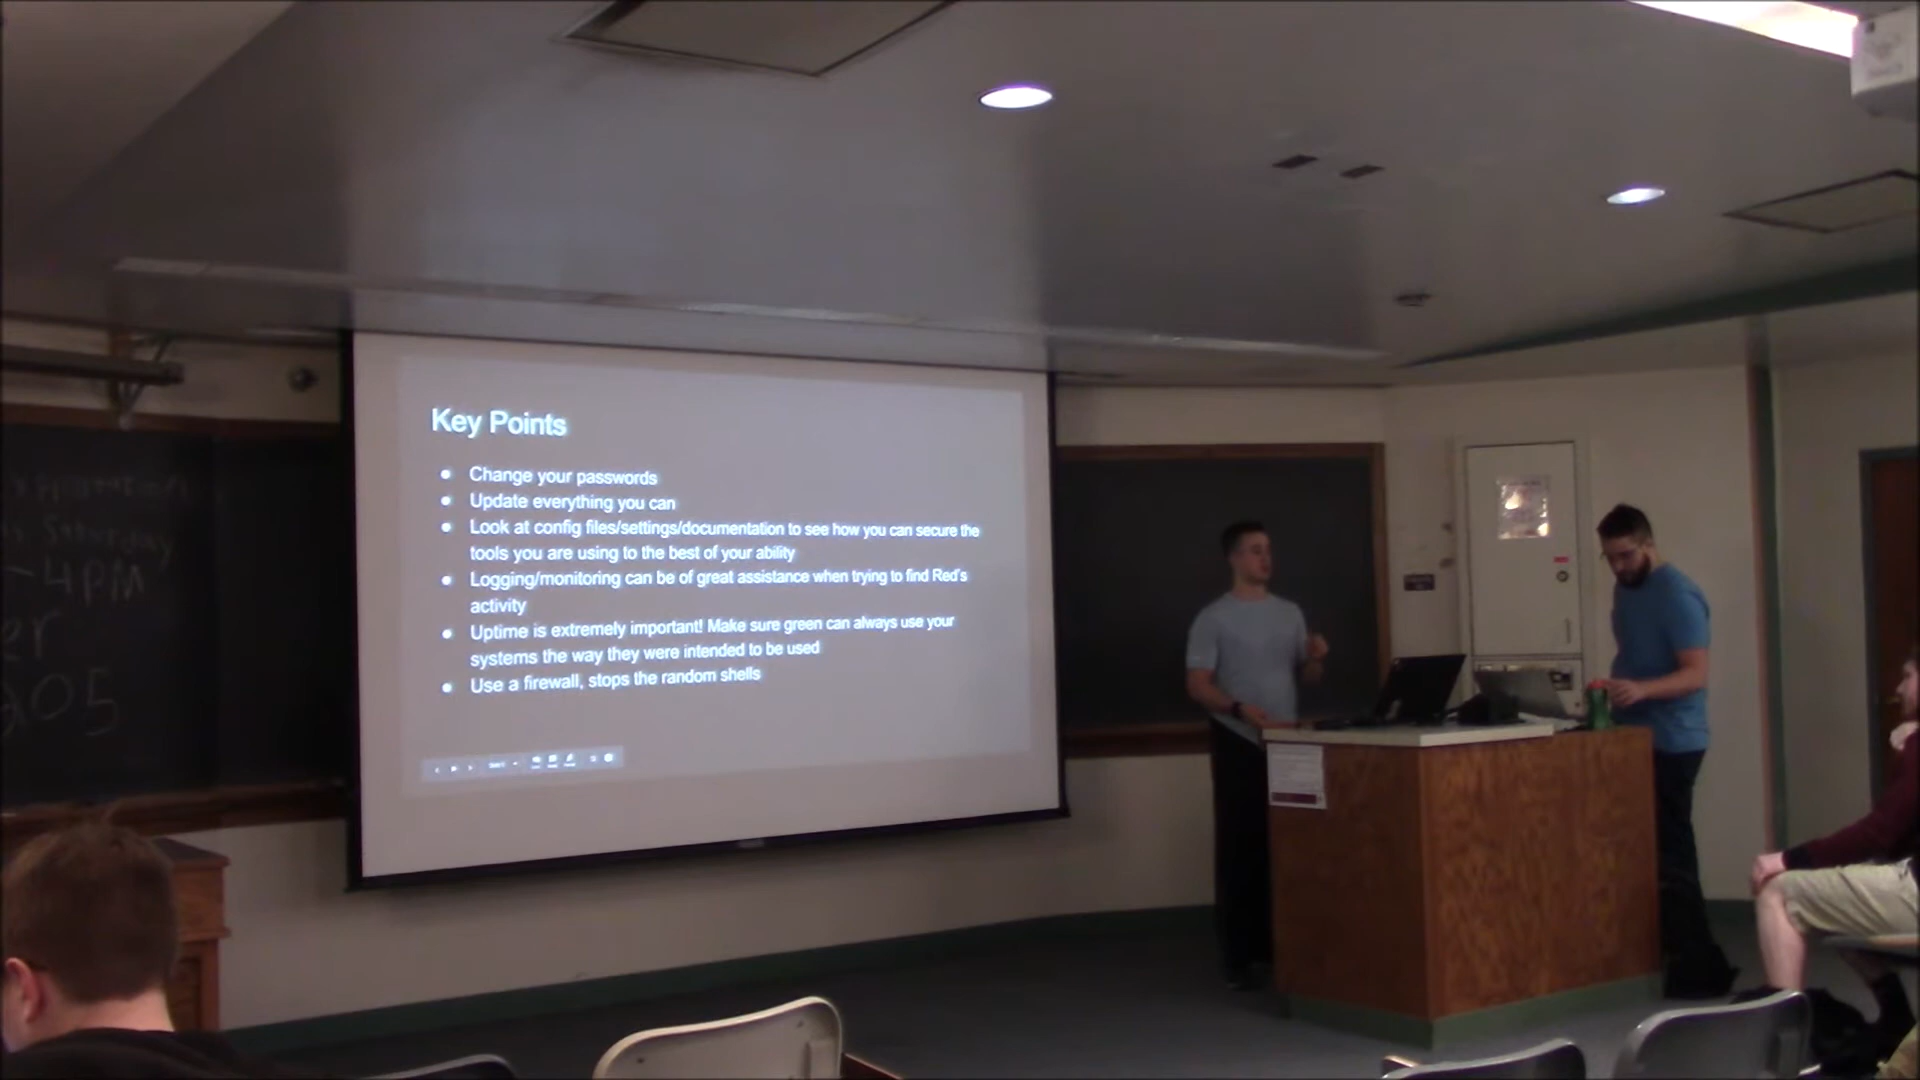 Key Points
● Change your passwords
● Update everything you can
● Look at config files/settings/documentation to see how you can secure the
tools you are using to the best of your ability
● Logging/monitoring can be of great assistance when trying to find Red's
activity
● Uptime is extremely important! Make sure green can always use your
systems the way they were intended to be used
● Use a firewall, stops the random shells
Saturday
-4PM